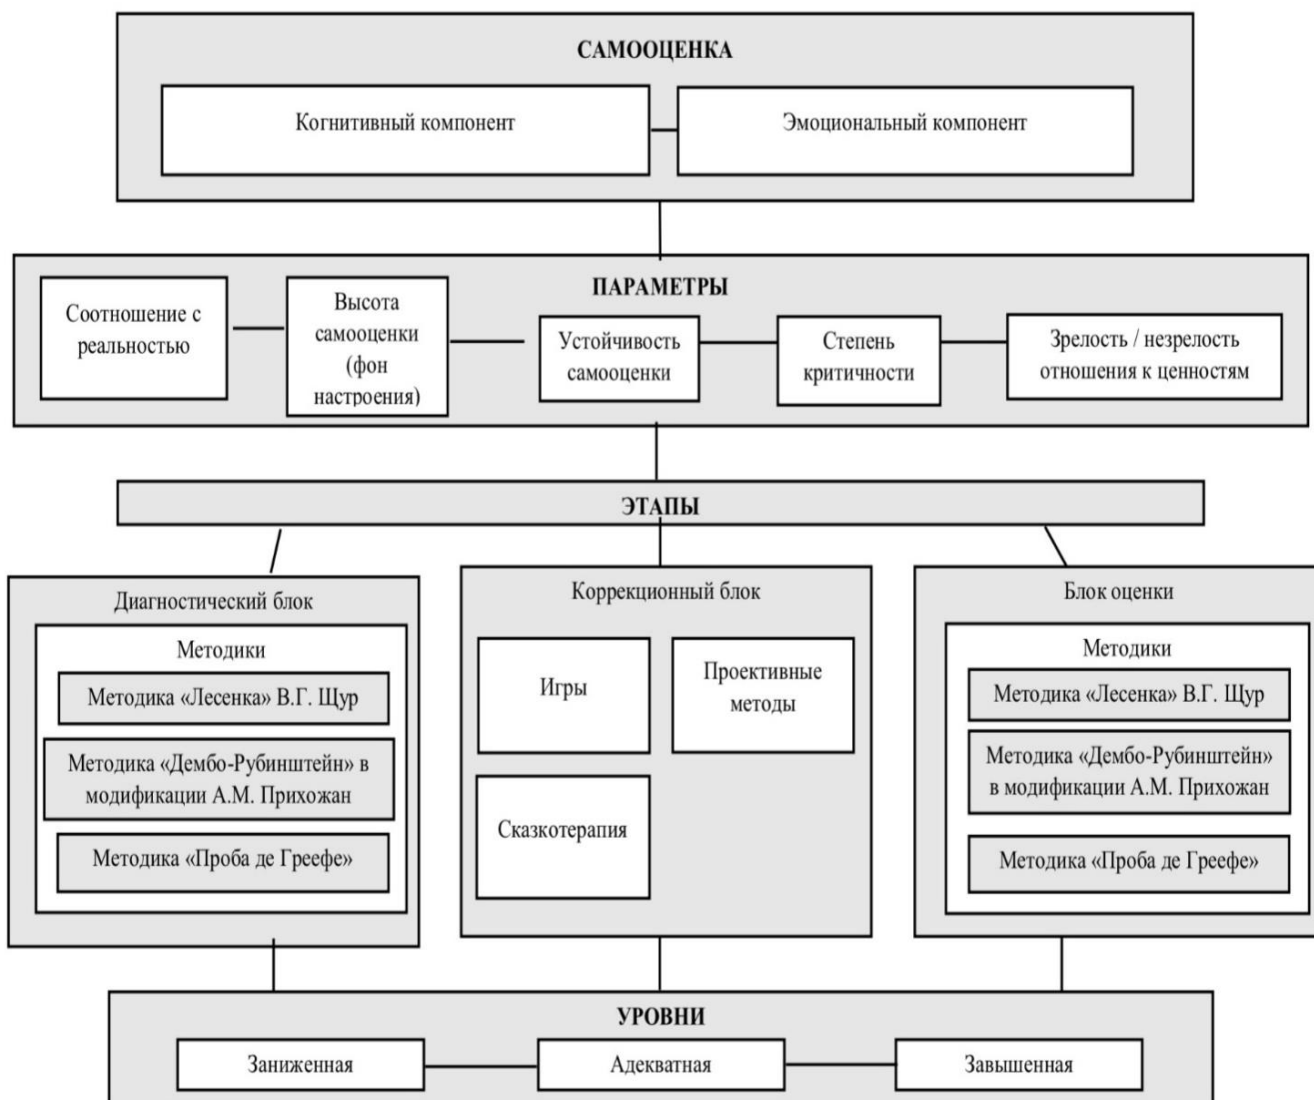 САМООЦЕНКА
Когнитивный компонент
Эмоциональный компонент
ПАРАМЕТРЫ
Соотношение с
реальностью
Высота
самооценки
(фон
настроения)
Устойчивость
самооценки
Степень
критичности
Зрелость / незрелость
отношения к ценностям
ЭТАПЫ
Диагностический блок
Методики
Методика «Лесенка» В.Г. Щур
Методика «Дембо-Рубинштейн» в
модификации А.М. Прихожан
Методика «Проба де Греефе»
Коррекционный блок
Игры
Проективные
методы
Сказкотерапия
Блок оценки
Методики
Методика «Лесенка» В.Г. Щур
Методика «Дембо-Рубинштейн»
в модификации А.М. Прихожан
Методика «Проба де Греефе»
УРОВНИ
Заниженная
Адекватная
Завышенная